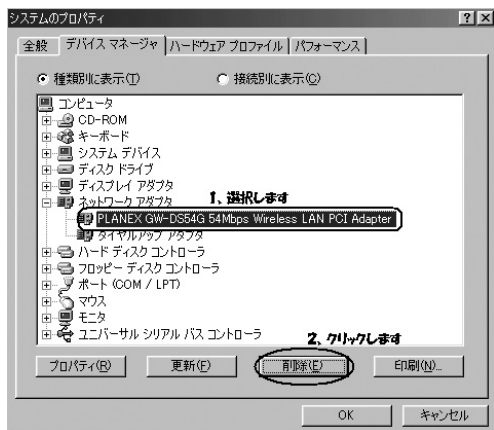 システムのプロパティ
全般 デバイス マネージャ ハードウェア プロファイル パフォーマンス
種類別に表示(T) 接続別に表示(C)
コンピュータ
CD-ROM
キーボード
システム デバイス
ディスク ドライブ
ディスプレイ アダプタ
ネットワーク アダプタ 1、選択します
PLANEX GW-DS54G 54Mbps Wireless LAN PCI Adapter
ダイヤルアップ アダプタ
ハード ディスク コントローラ
フロッピー ディスク コントローラ
ポート (COM / LPT)
マウス
モニタ
ユニバーサル シリアル バス コントローラ 2、クリックします
プロパティ(R) 更新(F) 削除(E) 印刷(N)...
OK キャンセル